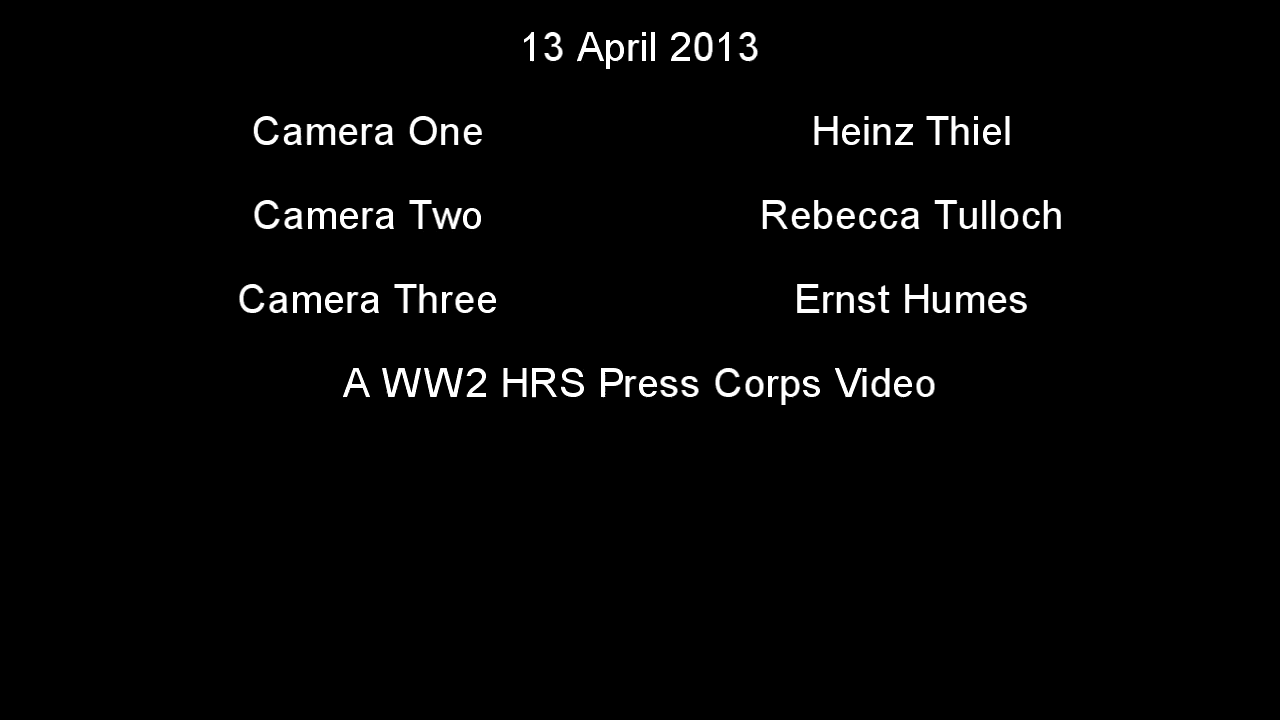 13 April 2013
Camera One Heinz Thiel
Camera Two Rebecca Tulloch
Camera Three Ernst Humes
A WW2 HRS Press Corps Video